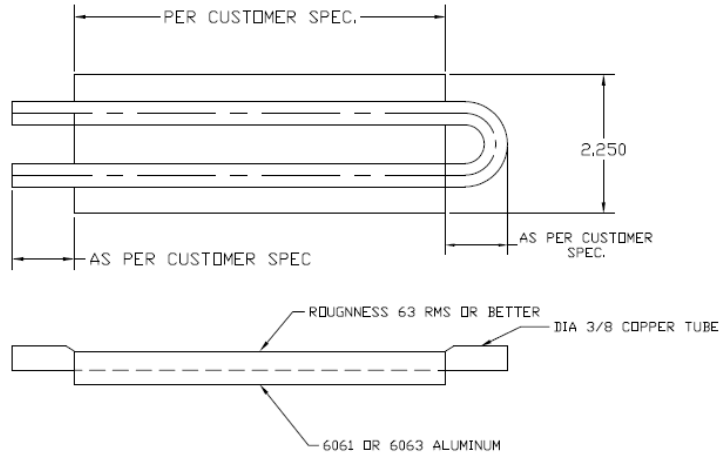 PER CUSTOMER SPEC.
2.250
AS PER CUSTOMER
SPEC.
AS PER CUSTOMER SPEC
ROUGNNESS 63 RMS OR BETTER
DIA 3/8 COPPER TUBE
6061 OR 6063 ALUMINUM